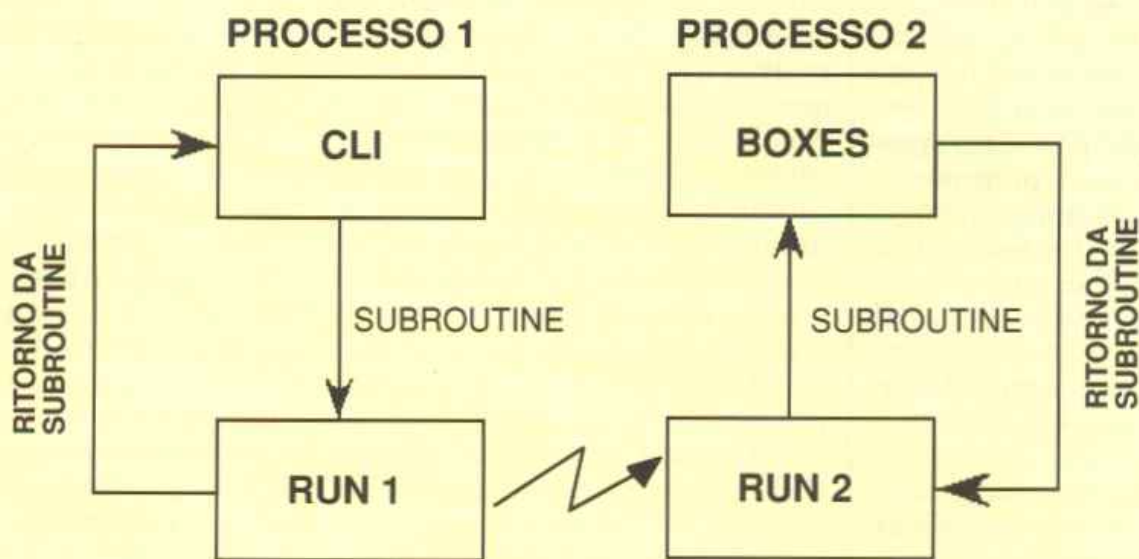 PROCESSO 1
PROCESSO 2
CLI
BOXES
RITORNO DA
SUBROUTINE
SUBROUTINE
SUBROUTINE
RITORNO DA
SUBROUTINE
RUN 1
RUN 2